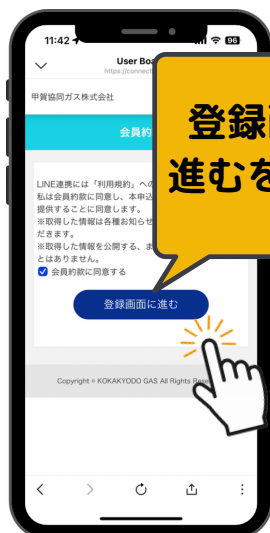 11:42
96
User Boa
https://connect
甲賀協同ガス株式会社
会員約
登録画
進むを
LINE連携には「利用規約」への
私は会員約款に同意し、本申込
提供することに同意します。
※取得した情報は各種お知らせ
だきます。
※取得した情報を公開する、ま
とはありません。
会員約款に同意する
登録画面に進む
Copyright © KOKAKYODO GAS All Rights Reser